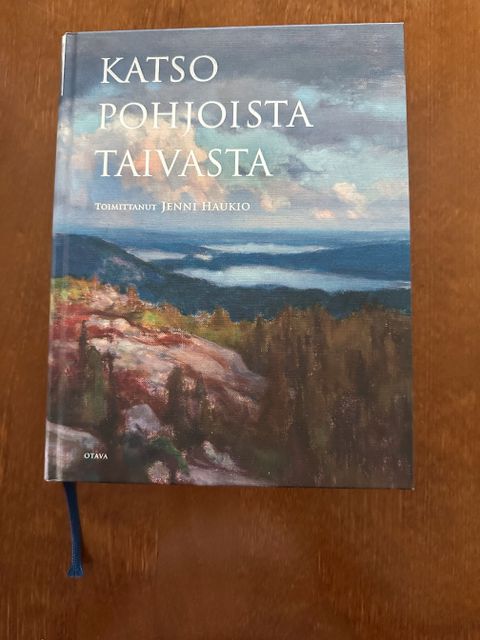 KATSO
POHJOISTA
TAIVASTA
TOIMITTANUT JENNI HAUKIO
OTAVA